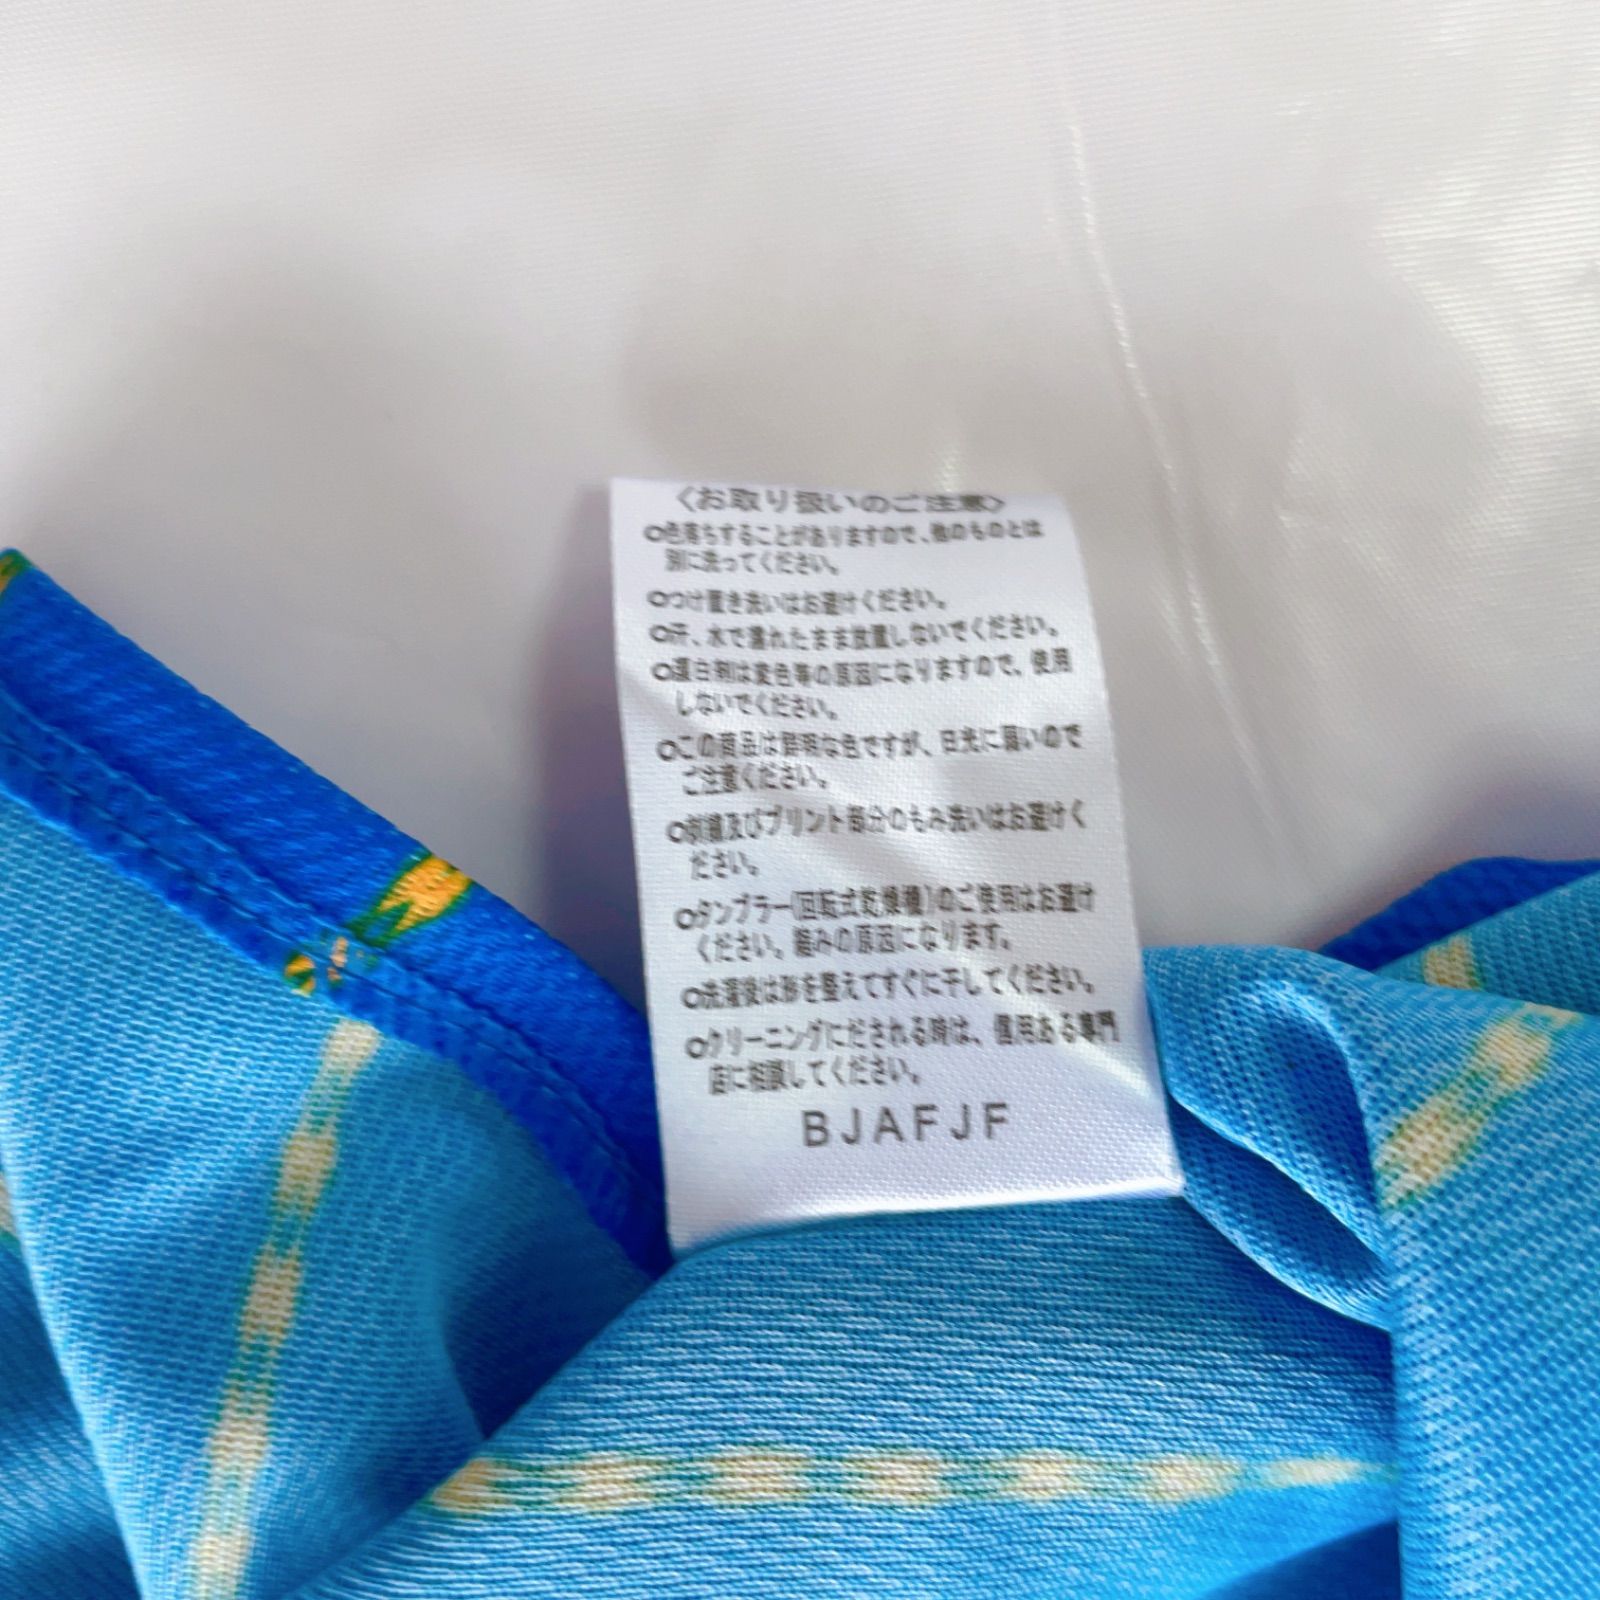 〈お取り扱いのご注意〉
○色落ちすることがありますので、他のものとは
別に洗ってください。
○つけ置き洗いはお避けください。
○汗、水で濡れたまま放置しないでください。
○蛋白剤は変色等の原因になりますので、使用
しないでください。
○この商品は鮮明な色ですが、日光に弱いので
ご注意ください。
○刺繍及びプリント部分のもみ洗いはお避けく
ださい。
○タンブラー(回転式乾燥機)のご使用はお避け
ください。縮みの原因になります。
○洗濯後は形を整えてすぐに干してください。
○クリーニングにだされる時は、信用ある専門
店に相談してください。
BJAFJF